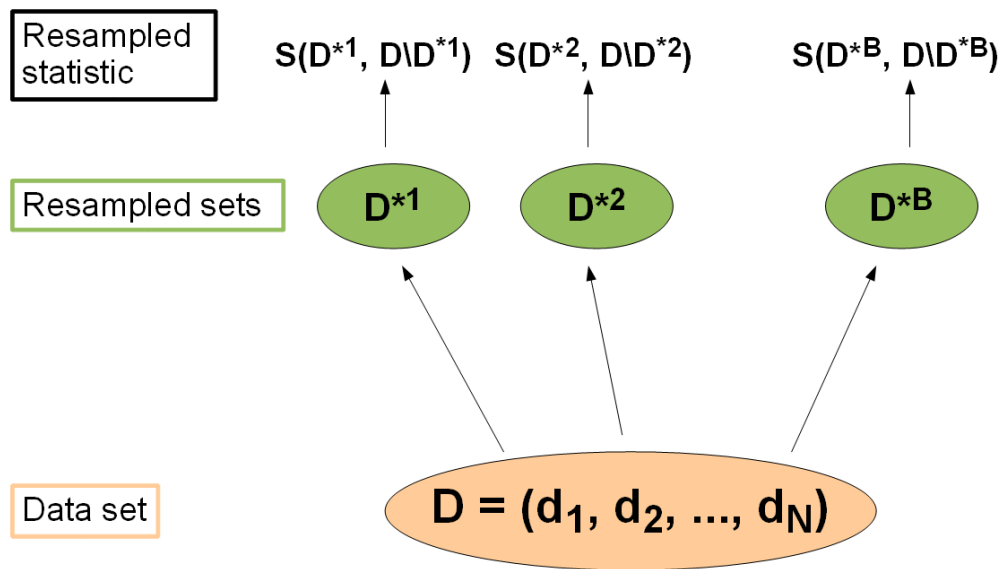 Resampled
statistic
S(D*1, D\D*1)
S(D*2, D\D*2)
S(D*B, D\D*B)
Resampled sets
D*1
D*2
D*B
Data set
D = (d1, d2, ..., dN)